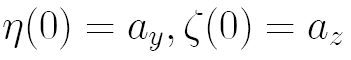 η(0) = a_y, ζ(0) = a_z